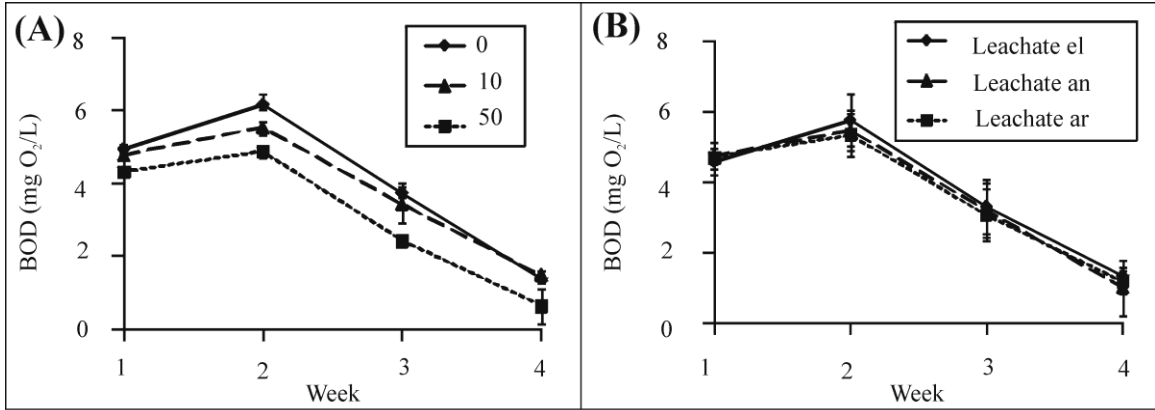 (A)
8
6
4
2
0
BOD (mg O₂/L)
0
10
50
1 2 3 4
Week
(B)
8
6
4
2
0
BOD (mg O₂/L)
Leachate el
Leachate an
Leachate ar
1 2 3 4
Week